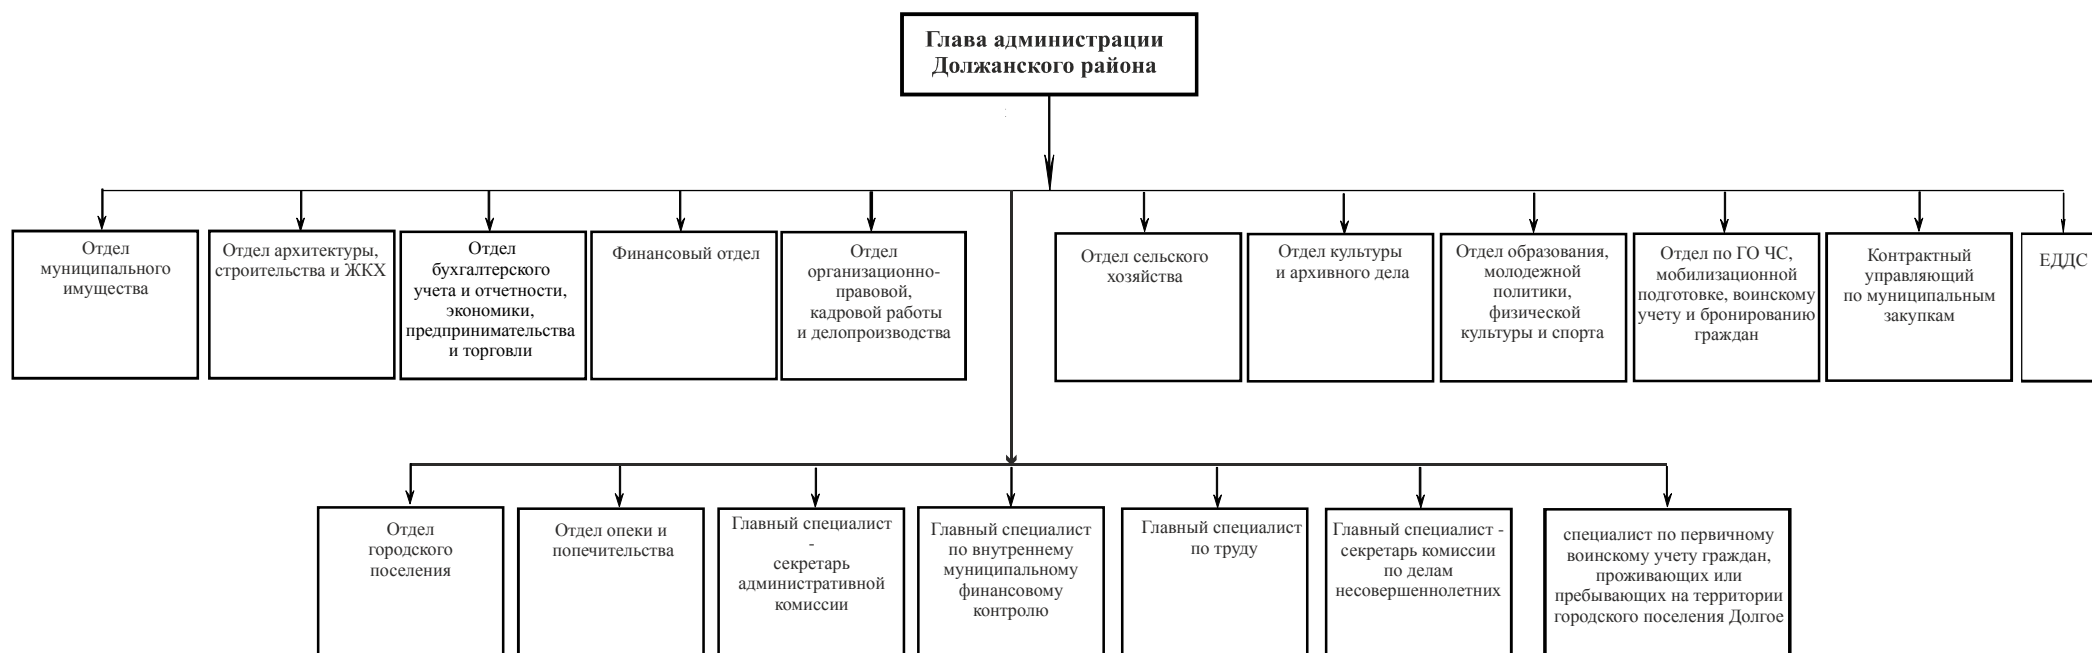 Глава администрации
Должанского района
Отдел
муниципального
имущества
Отдел архитектуры,
строительства и ЖКХ
Отдел
бухгалтерского
учета и отчетности,
экономики,
предпринимательства
и торговли
Финансовый отдел
Отдел
организационно-
правовой,
кадровой работы
и делопроизводства
Отдел сельского
хозяйства
Отдел культуры
и архивного дела
Отдел образования,
молодежной
политики,
физической
культуры и спорта
Отдел по ГО ЧС,
мобилизационной
подготовке, воинскому
учету и бронированию
граждан
Контрактный
управляющий
по муниципальным
закупкам
ЕДДС
Отдел
городского
поселения
Отдел опеки и
попечительства
Главный специалист
-
секретарь
административной
комиссии
Главный специалист
по внутреннему
муниципальному
финансовому
контролю
Главный специалист
по труду
Главный специалист -
секретарь комиссии
по делам
несовершеннолетних
специалист по первичному
воинскому учету граждан,
проживающих или
пребывающих на территории
городского поселения Долгое